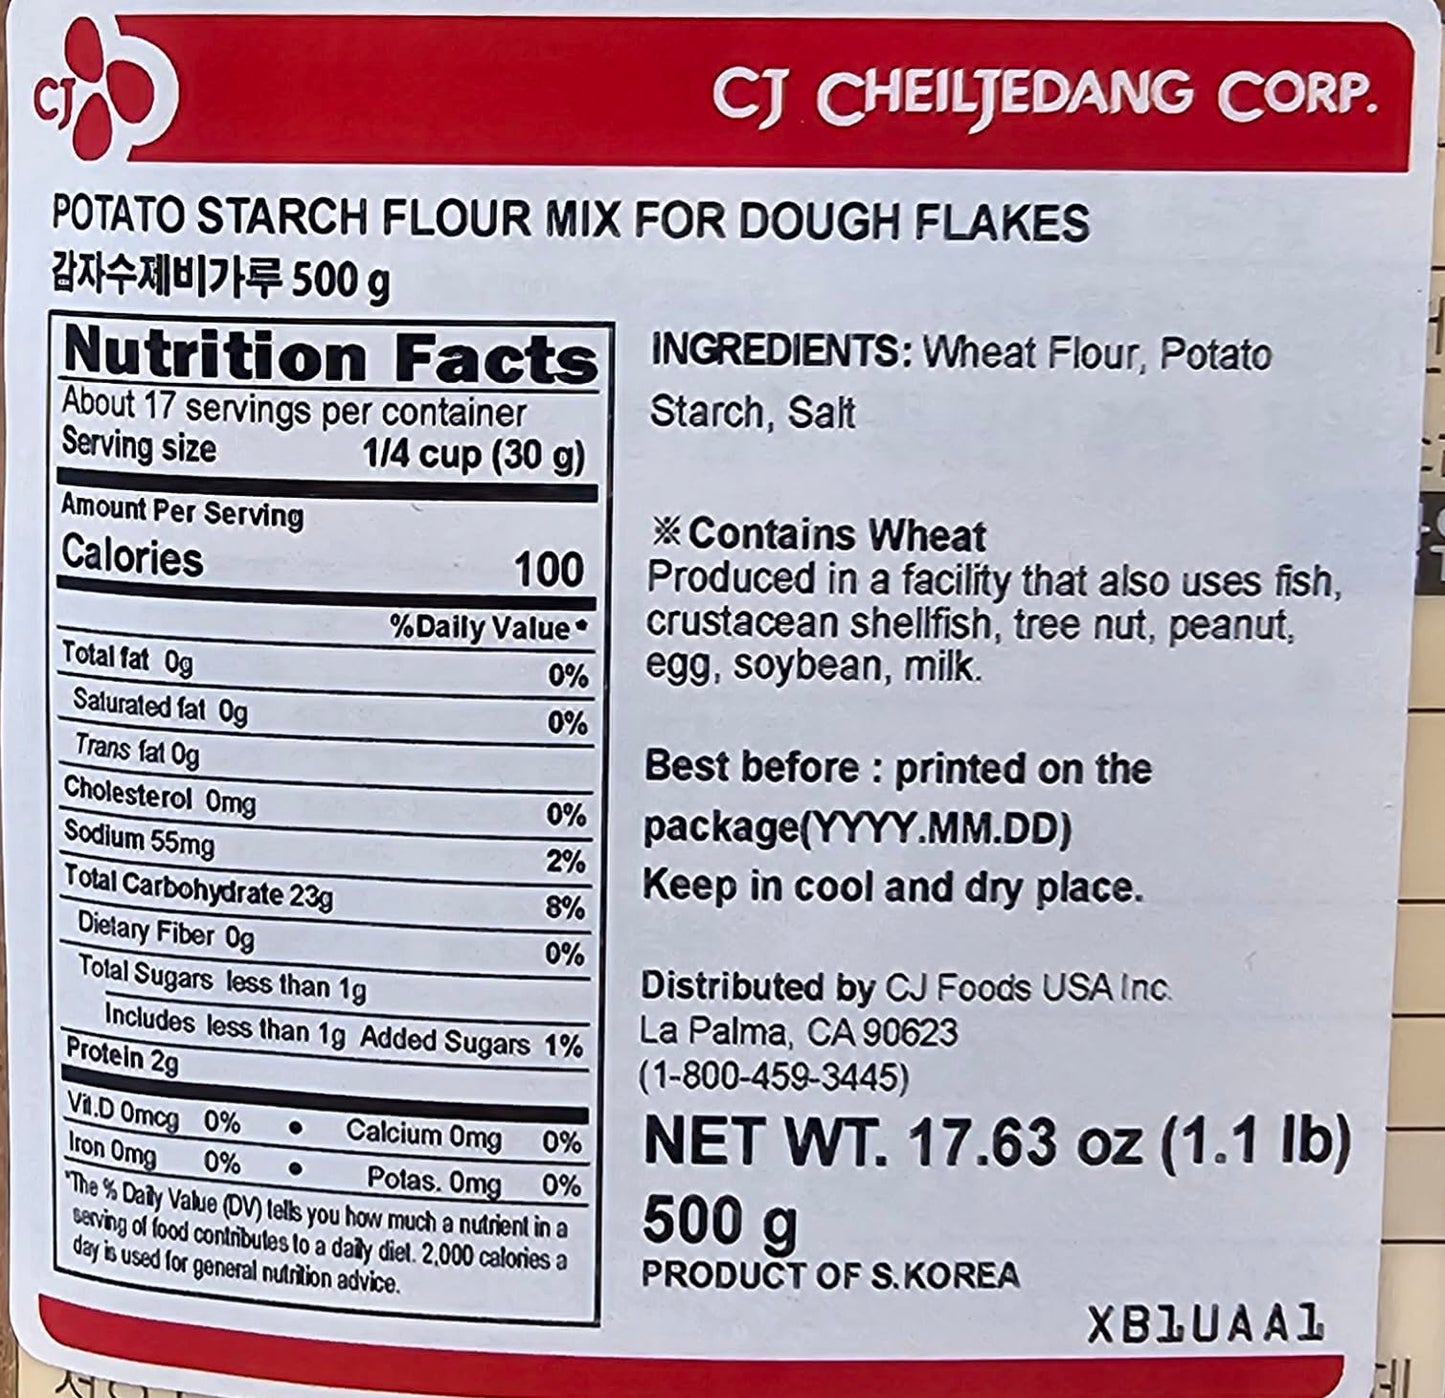 CJ
CJ CHEILJEDANG CORP.
POTATO STARCH FLOUR MIX FOR DOUGH FLAKES
감자수제비가루 500 g
Nutrition Facts
About 17 servings per container
Serving size 1/4 cup (30 g)
Amount Per Serving
Calories 100
%Daily Value*
Total fat 0g 0%
Saturated fat 0g 0%
Trans fat 0g
Cholesterol 0mg 0%
Sodium 55mg 2%
Total Carbohydrate 23g 8%
Dietary Fiber 0g 0%
Total Sugars less than 1g
Includes less than 1g Added Sugars 1%
Protein 2g
Vit.D 0mcg 0% • Calcium 0mg 0%
Iron 0mg 0% • Potas. 0mg 0%
*The % Daily Value (DV) tells you how much a nutrient in a
serving of food contributes to a daily diet. 2,000 calories a
day is used for general nutrition advice.
INGREDIENTS: Wheat Flour, Potato
Starch, Salt
※Contains Wheat
Produced in a facility that also uses fish,
crustacean shellfish, tree nut, peanut,
egg, soybean, milk.
Best before : printed on the
package(YYYY.MM.DD)
Keep in cool and dry place.
Distributed by CJ Foods USA Inc.
La Palma, CA 90623
(1-800-459-3445)
NET WT. 17.63 oz (1.1 lb)
500 g
PRODUCT OF S.KOREA
XB1UAA1